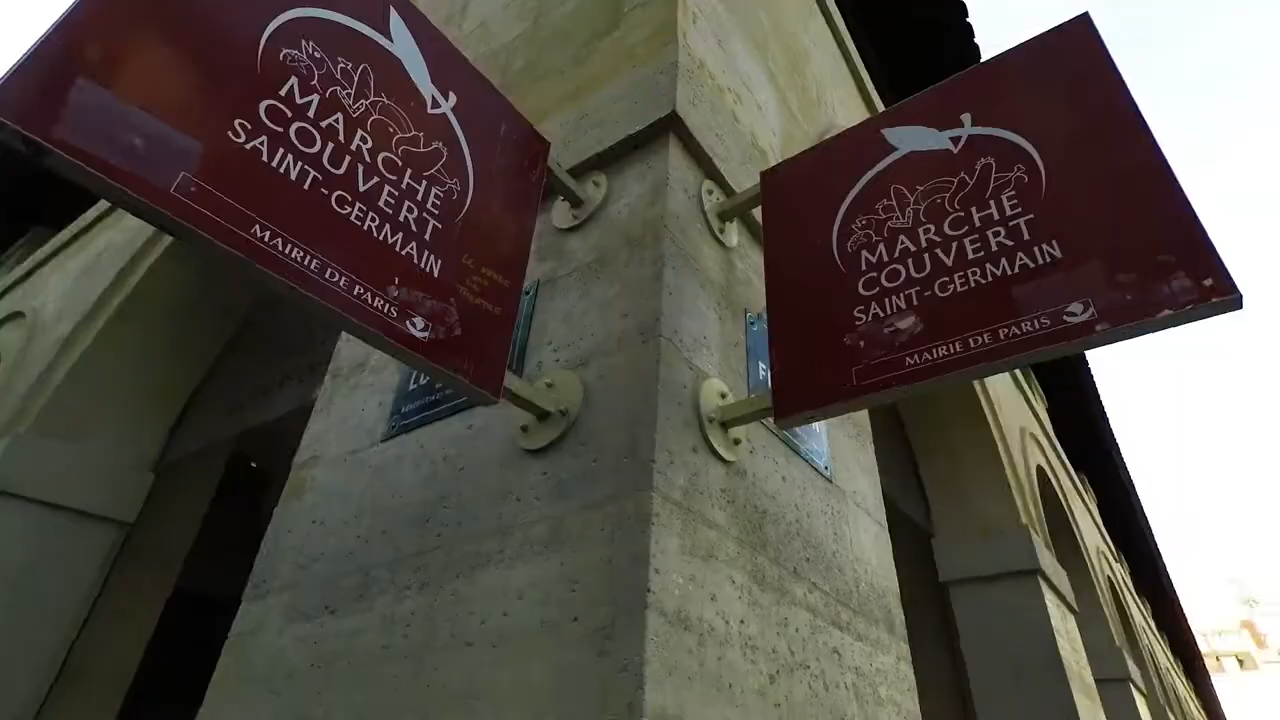 MARCHÉ
COUVERT
SAINT-GERMAIN
MAIRIE DE PARIS
MARCHÉ
COUVERT
SAINT-GERMAIN
MAIRIE DE PARIS